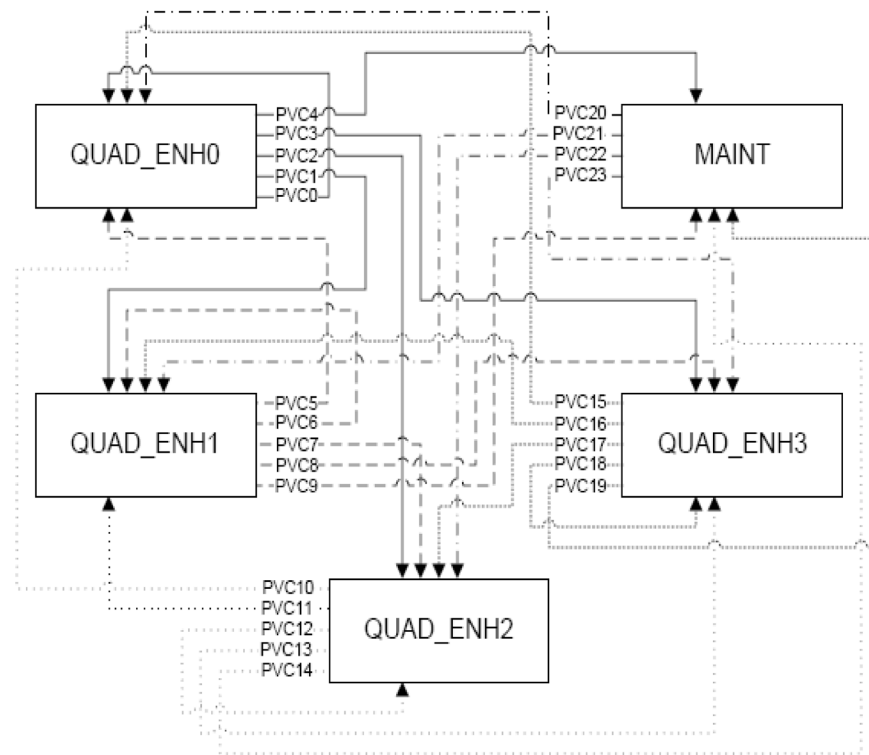 QUAD_ENH0
PVC4
PVC3
PVC2
PVC1
PVC0
PVC20
PVC21
PVC22
PVC23
MAINT
QUAD_ENH1
PVC5
PVC6
PVC7
PVC8
PVC9
PVC15
PVC16
PVC17
PVC18
PVC19
QUAD_ENH3
PVC10
PVC11
PVC12
PVC13
PVC14
QUAD_ENH2